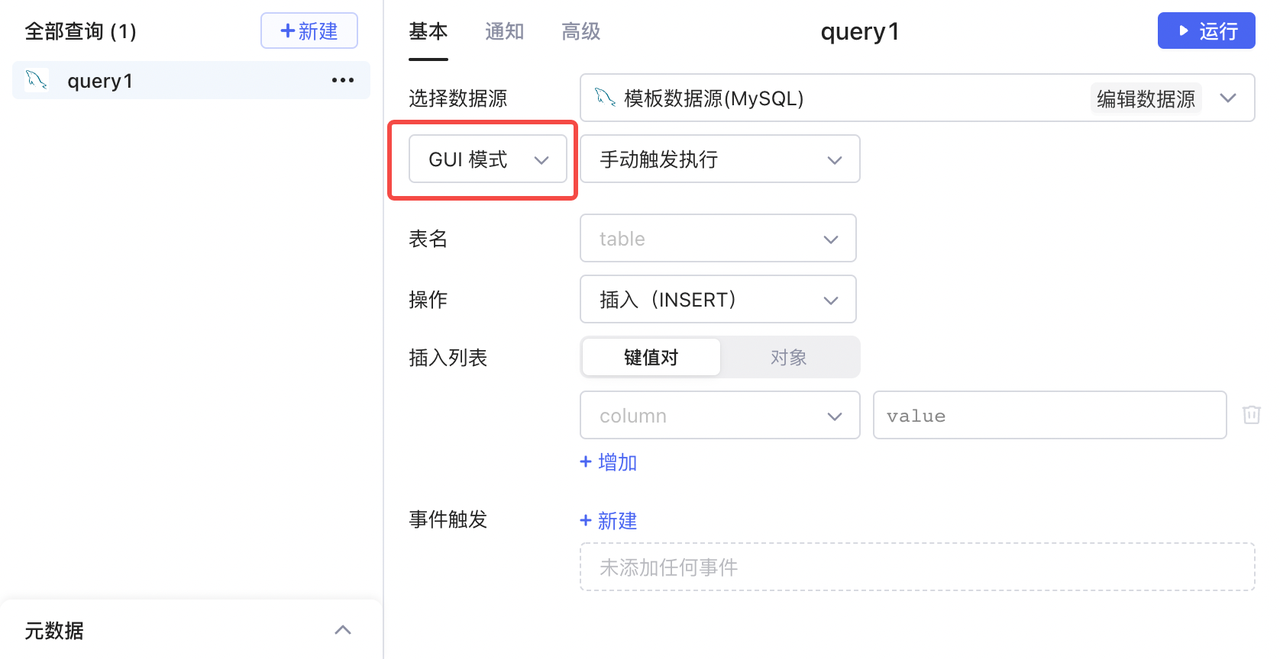 全部查询 (1)
+新建
query1
基本 通知 高级
query1
运行
选择数据源
模板数据源(MySQL)
编辑数据源
GUI 模式
手动触发执行
表名
table
操作
插入（INSERT）
插入列表
键值对 对象
column
value
+ 增加
事件触发
+ 新建
未添加任何事件
元数据